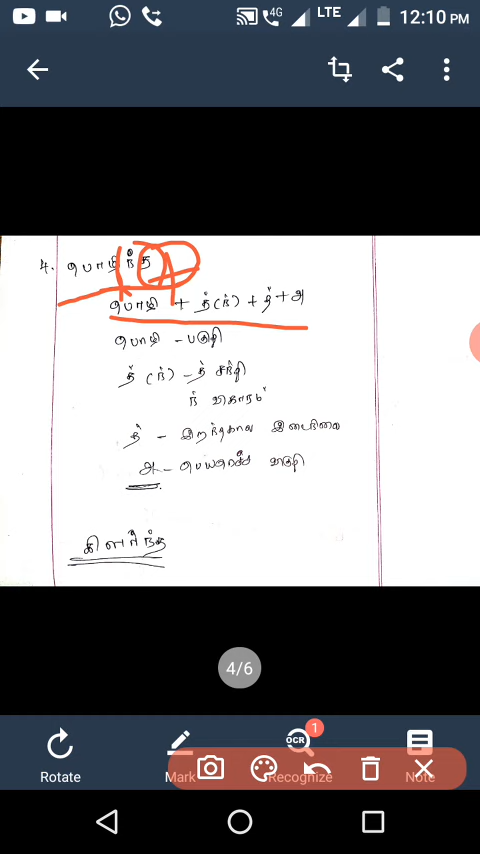 4G LTE 12:10 PM
4. பொழிந்த
பொழி + த்(ந்) + த் + அ
பொழி - பகுதி
த் (ந்) - த் சந்தி
ந் விகாரம்
த் - இறந்தகால இடைநிலை
அ - பெயரெச்ச விகுதி
கிளர்ந்த
4/6
1
OCR
Rotate Mark Recognize Note